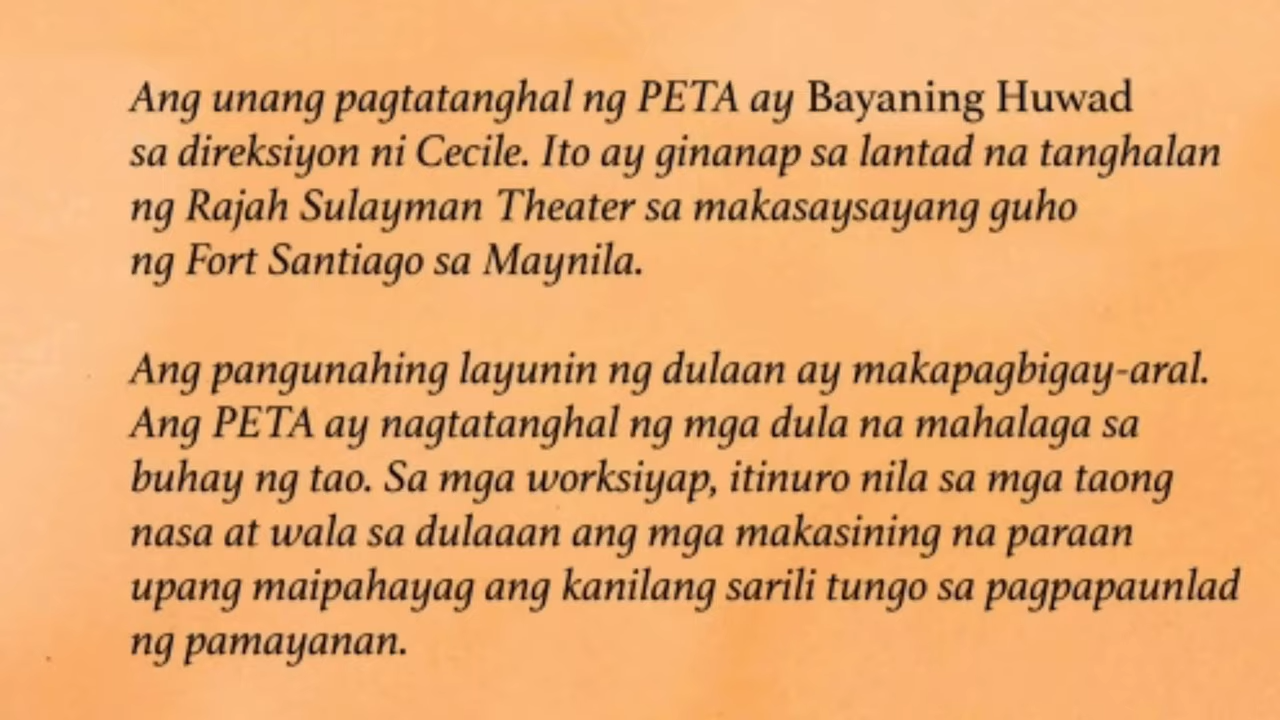 Ang unang pagtatanghal ng PETA ay Bayaning Huwad
sa direksiyon ni Cecile. Ito ay ginanap sa lantad na tanghalan
ng Rajah Sulayman Theater sa makasaysayang guho
ng Fort Santiago sa Maynila.
Ang pangunahing layunin ng dulaan ay makapagbigay-aral.
Ang PETA ay nagtatanghal ng mga dula na mahalaga sa
buhay ng tao. Sa mga worksiyap, itinuro nila sa mga taong
nasa at wala sa dulaaan ang mga makasining na paraan
upang maipahayag ang kanilang sarili tungo sa pagpapaunlad
ng pamayanan.